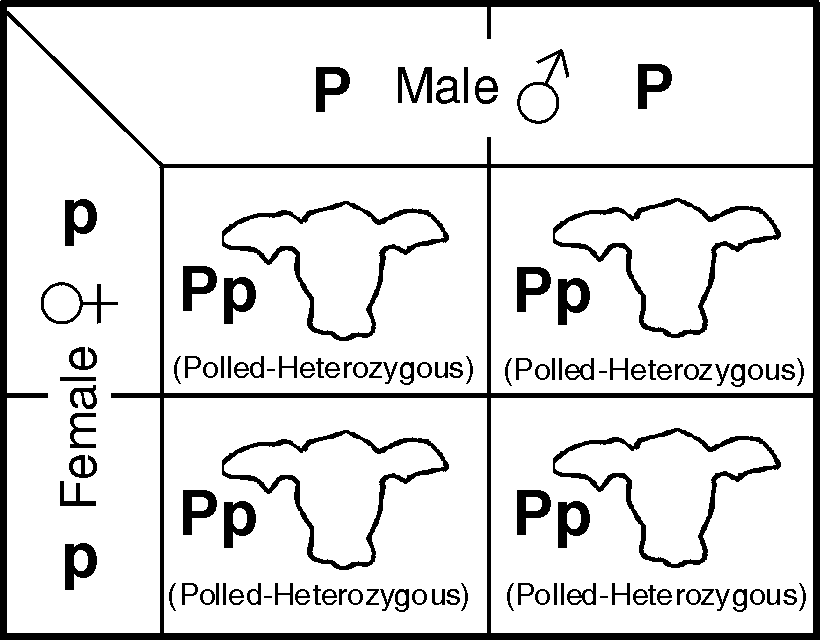 P Male ♂ P
p
♀
Female
p
Pp
(Polled-Heterozygous)
Pp
(Polled-Heterozygous)
Pp
(Polled-Heterozygous)
Pp
(Polled-Heterozygous)